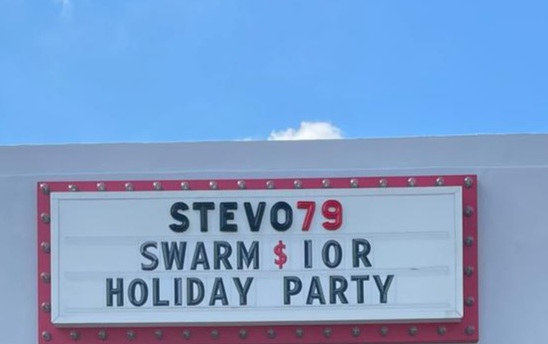 STEVO79
SWARM $ IOR
HOLIDAY PARTY